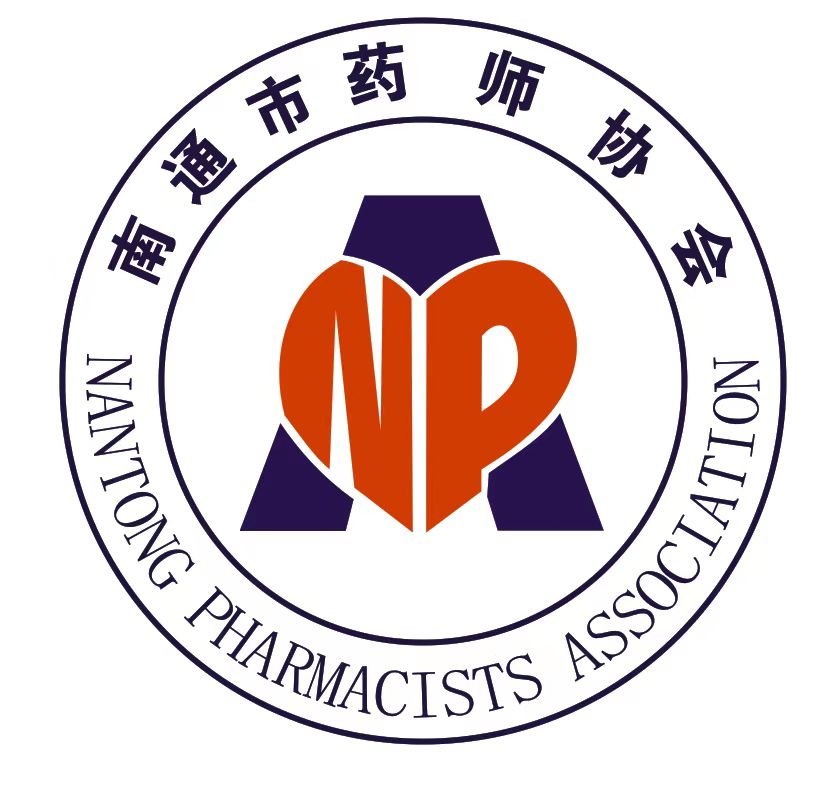 南通市药师协会
NP
NANTONG PHARMACISTS ASSOCIATION